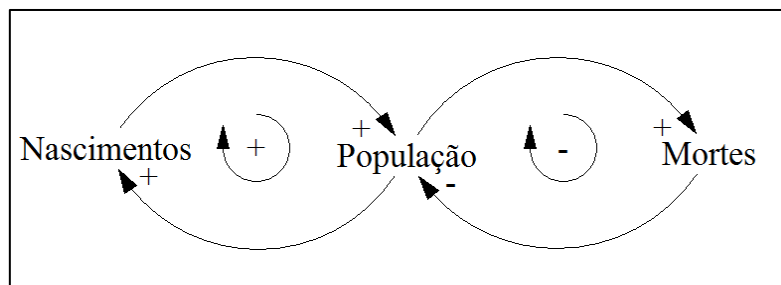 Nascimentos
+
+
+
População
+
-
-
+
Mortes